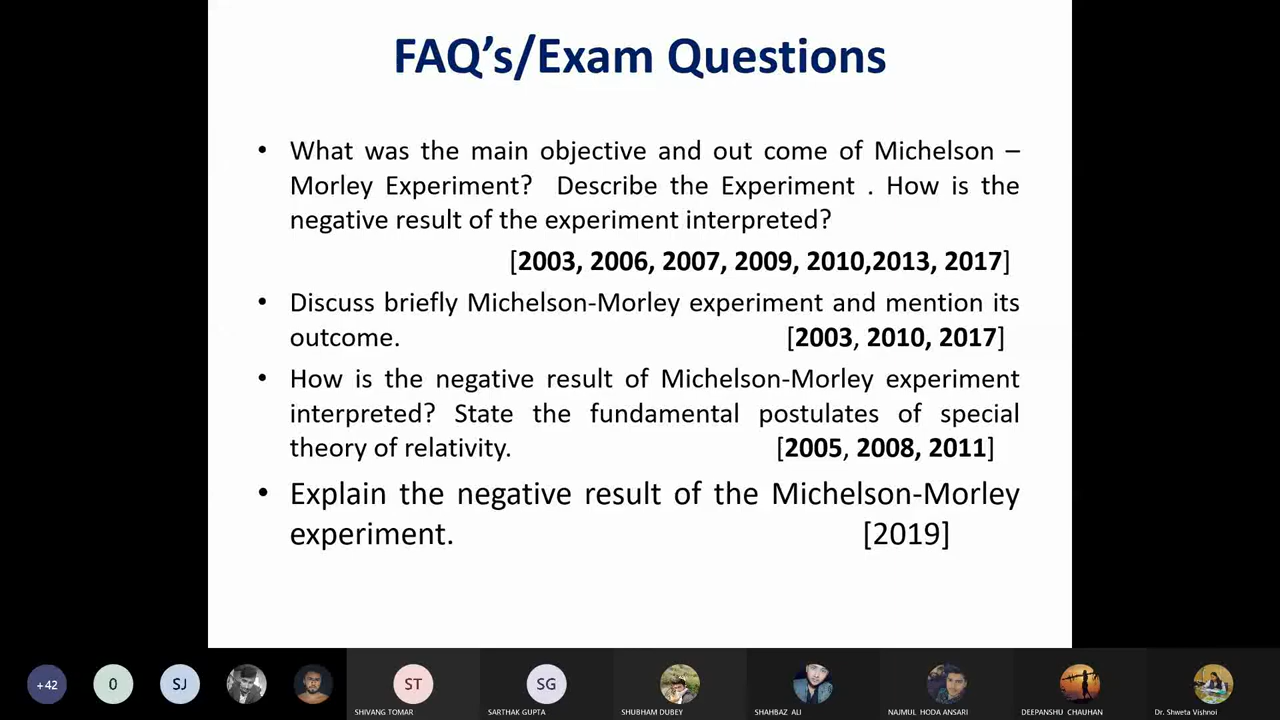 FAQ's/Exam Questions
• What was the main objective and out come of Michelson –
Morley Experiment? Describe the Experiment . How is the
negative result of the experiment interpreted?
[2003, 2006, 2007, 2009, 2010,2013, 2017]
• Discuss briefly Michelson-Morley experiment and mention its
outcome. [2003, 2010, 2017]
• How is the negative result of Michelson-Morley experiment
interpreted? State the fundamental postulates of special
theory of relativity. [2005, 2008, 2011]
• Explain the negative result of the Michelson-Morley
experiment. [2019]
+42 0 SJ ST SG
SHIVANG TOMAR SARTHAK GUPTA SHUBHAM DUBEY SHAHBAZ ALI NAJMUL HODA ANSARI DEEPANSHU CHAUHAN Dr. Shweta Vishnoi